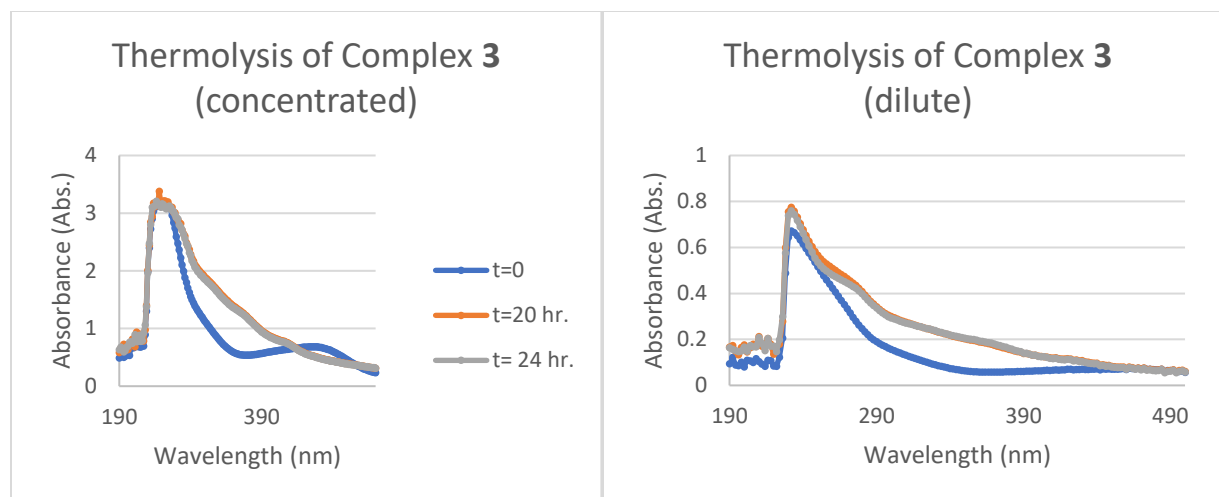 Thermolysis of Complex 3
(concentrated)
Absorbance (Abs.)
4
3
2
1
0
190
390
Wavelength (nm)
t=0
t=20 hr.
t= 24 hr.
Thermolysis of Complex 3
(dilute)
Absorbance (Abs.)
1
0.8
0.6
0.4
0.2
0
190
290
390
490
Wavelength (nm)